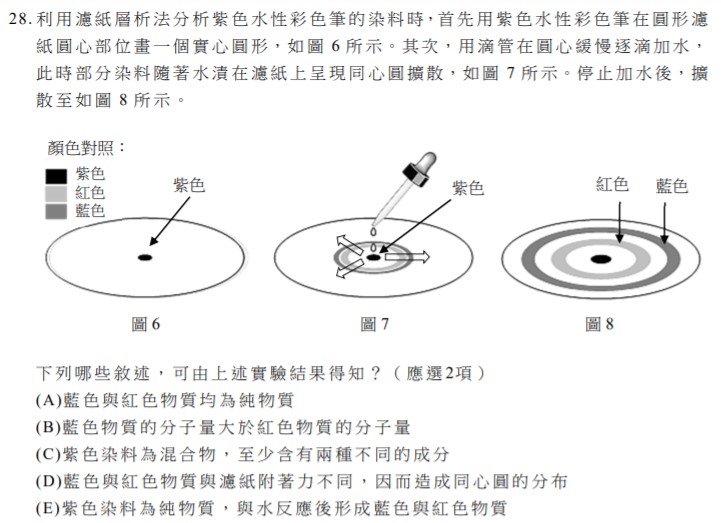 28.利用濾紙層析法分析紫色水性彩色筆的染料時，首先用紫色水性彩色筆在圓形濾
紙圓心部位畫一個實心圓形，如圖 6 所示。其次，用滴管在圓心緩慢逐滴加水，
此時部分染料隨著水漬在濾紙上呈現同心圓擴散，如圖 7 所示。停止加水後，擴
散至如圖 8 所示。
顏色對照：
紫色
紅色
藍色
紫色
紫色
紅色
藍色
圖 6
圖 7
圖 8
下列哪些敘述，可由上述實驗結果得知？（應選2項）
(A)藍色與紅色物質均為純物質
(B)藍色物質的分子量大於紅色物質的分子量
(C)紫色染料為混合物，至少含有兩種不同的成分
(D)藍色與紅色物質與濾紙附著力不同，因而造成同心圓的分布
(E)紫色染料為純物質，與水反應後形成藍色與紅色物質